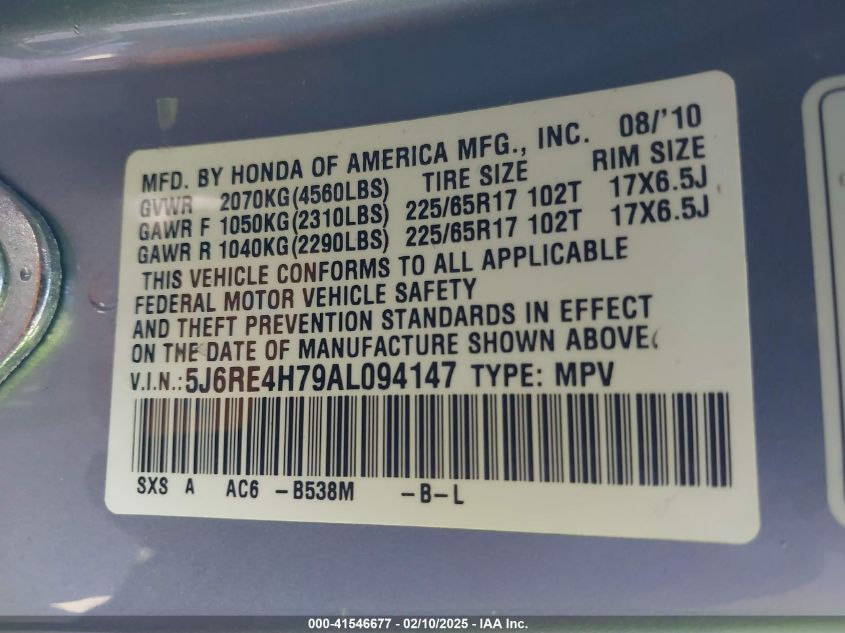 MFD. BY HONDA OF AMERICA MFG., INC. 08/'10
GVWR 2070KG(4560LBS) TIRE SIZE RIM SIZE
GAWR F 1050KG(2310LBS) 225/65R17 102T 17X6.5J
GAWR R 1040KG(2290LBS) 225/65R17 102T 17X6.5J
THIS VEHICLE CONFORMS TO ALL APPLICABLE
FEDERAL MOTOR VEHICLE SAFETY
AND THEFT PREVENTION STANDARDS IN EFFECT
ON THE DATE OF MANUFACTURE SHOWN ABOVE.
V.I.N.:5J6RE4H79AL094147 TYPE: MPV
SXS A AC6 -B538M -B-L
000-41546677 - 02/10/2025 - IAA Inc.